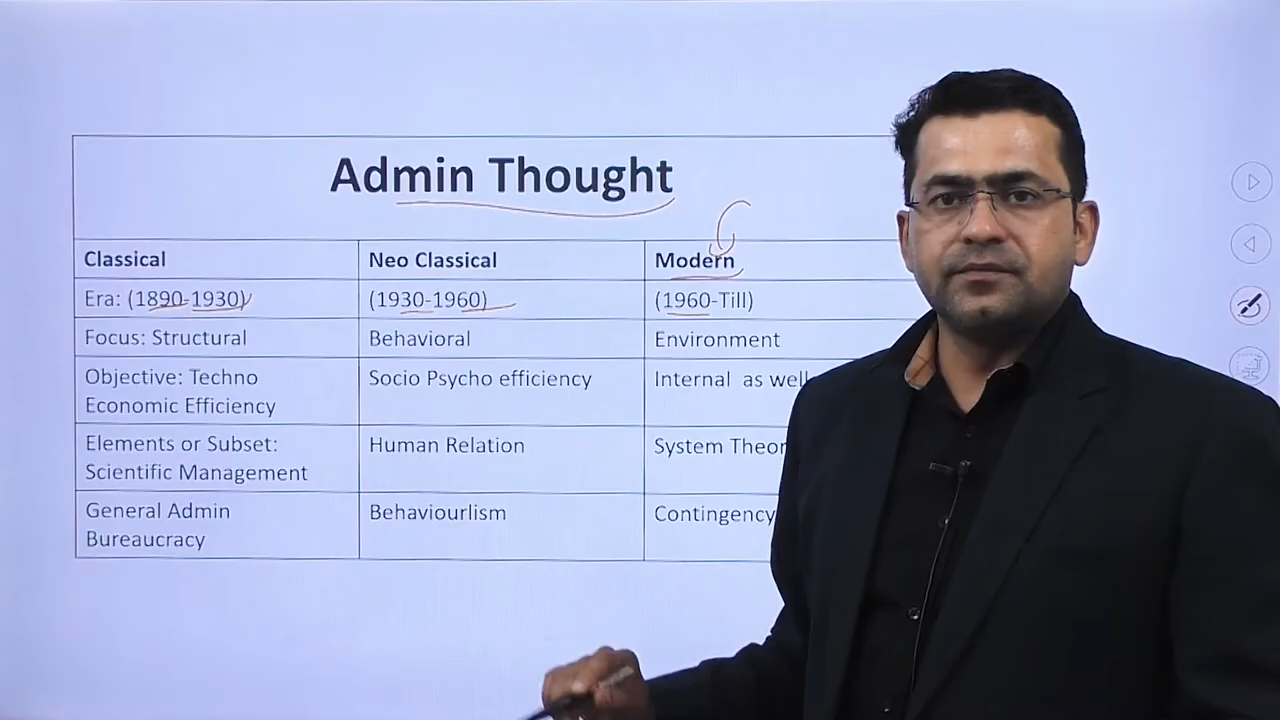 Admin Thought
Classical
Neo Classical
Modern
Era: (1890-1930)
(1930-1960)
(1960-Till)
Focus: Structural
Behavioral
Environment
Objective: Techno
Economic Efficiency
Socio Psycho efficiency
Internal as well
Elements or Subset:
Scientific Management
Human Relation
System
General Admin
Bureaucracy
Behaviourlism
Contingency